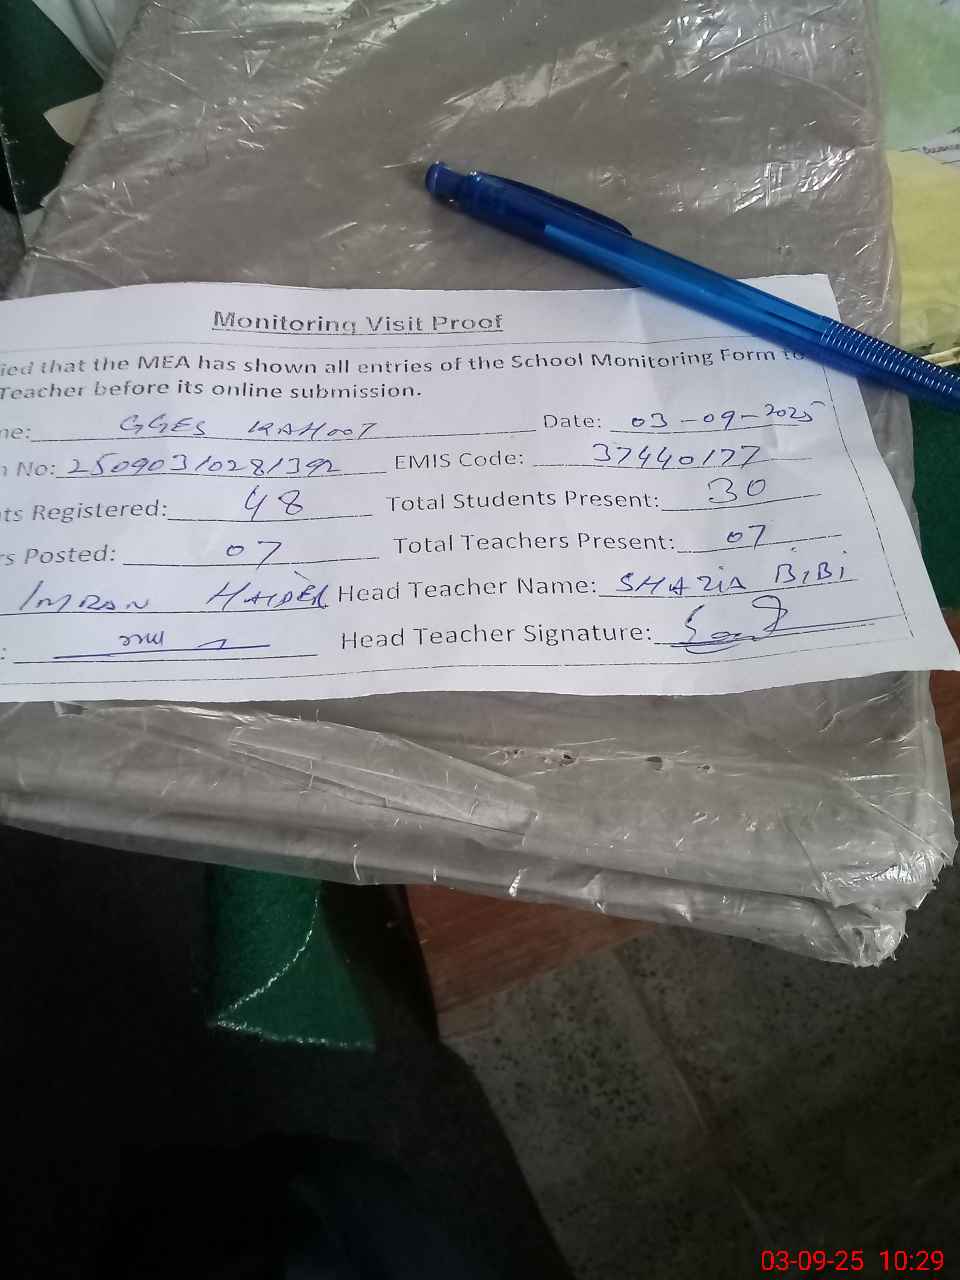 Monitoring Visit Proof
ied that the MEA has shown all entries of the School Monitoring Form to
Teacher before its online submission.
me: GGES KAHOOT Date: 03-09-2025
n No: 25090310281392 EMIS Code: 37440177
ts Registered: 48 Total Students Present: 30
rs Posted: 07 Total Teachers Present: 07
IMRAN HAIDER Head Teacher Name: SHAZIA BiBi
: Head Teacher Signature:
03-09-25 10:29